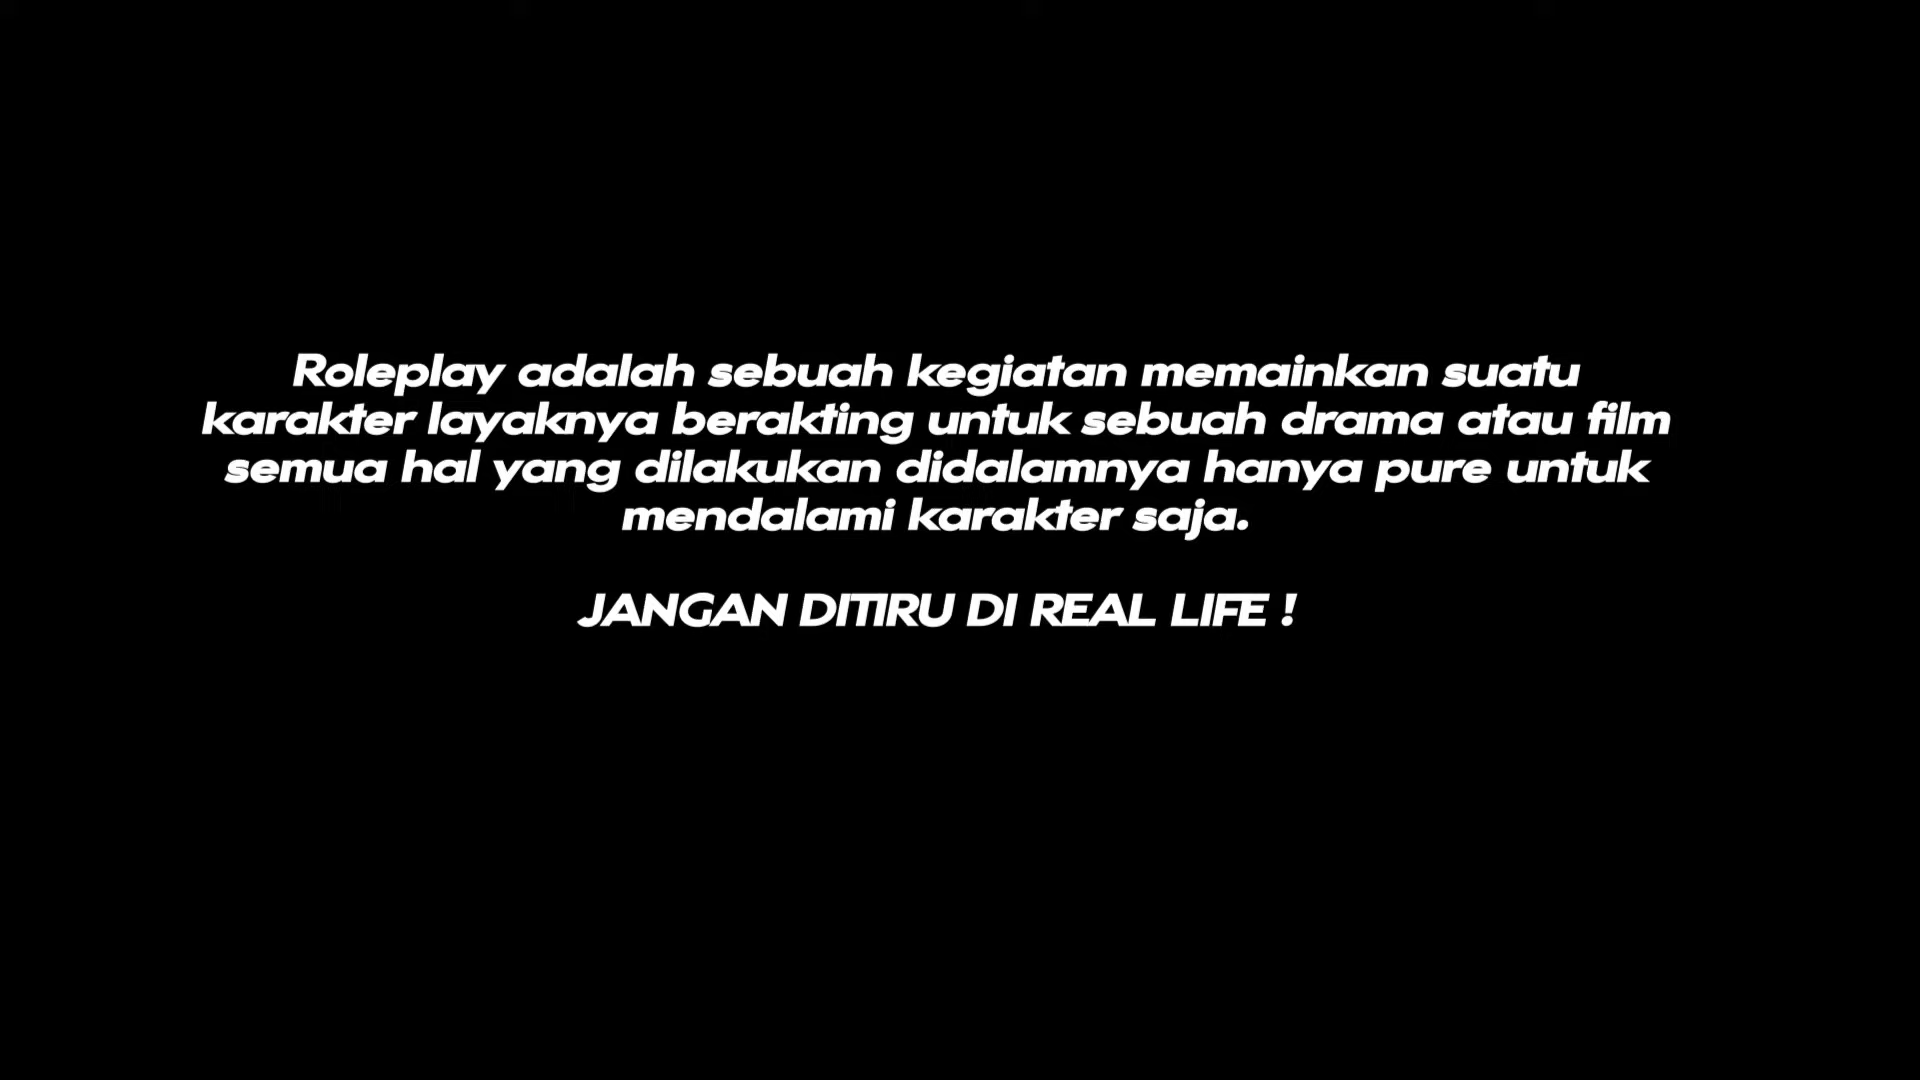 Roleplay adalah sebuah kegiatan memainkan suatu
karakter layaknya berakting untuk sebuah drama atau film
semua hal yang dilakukan didalamnya hanya pure untuk
mendalami karakter saja.
JANGAN DITIRU DI REAL LIFE !